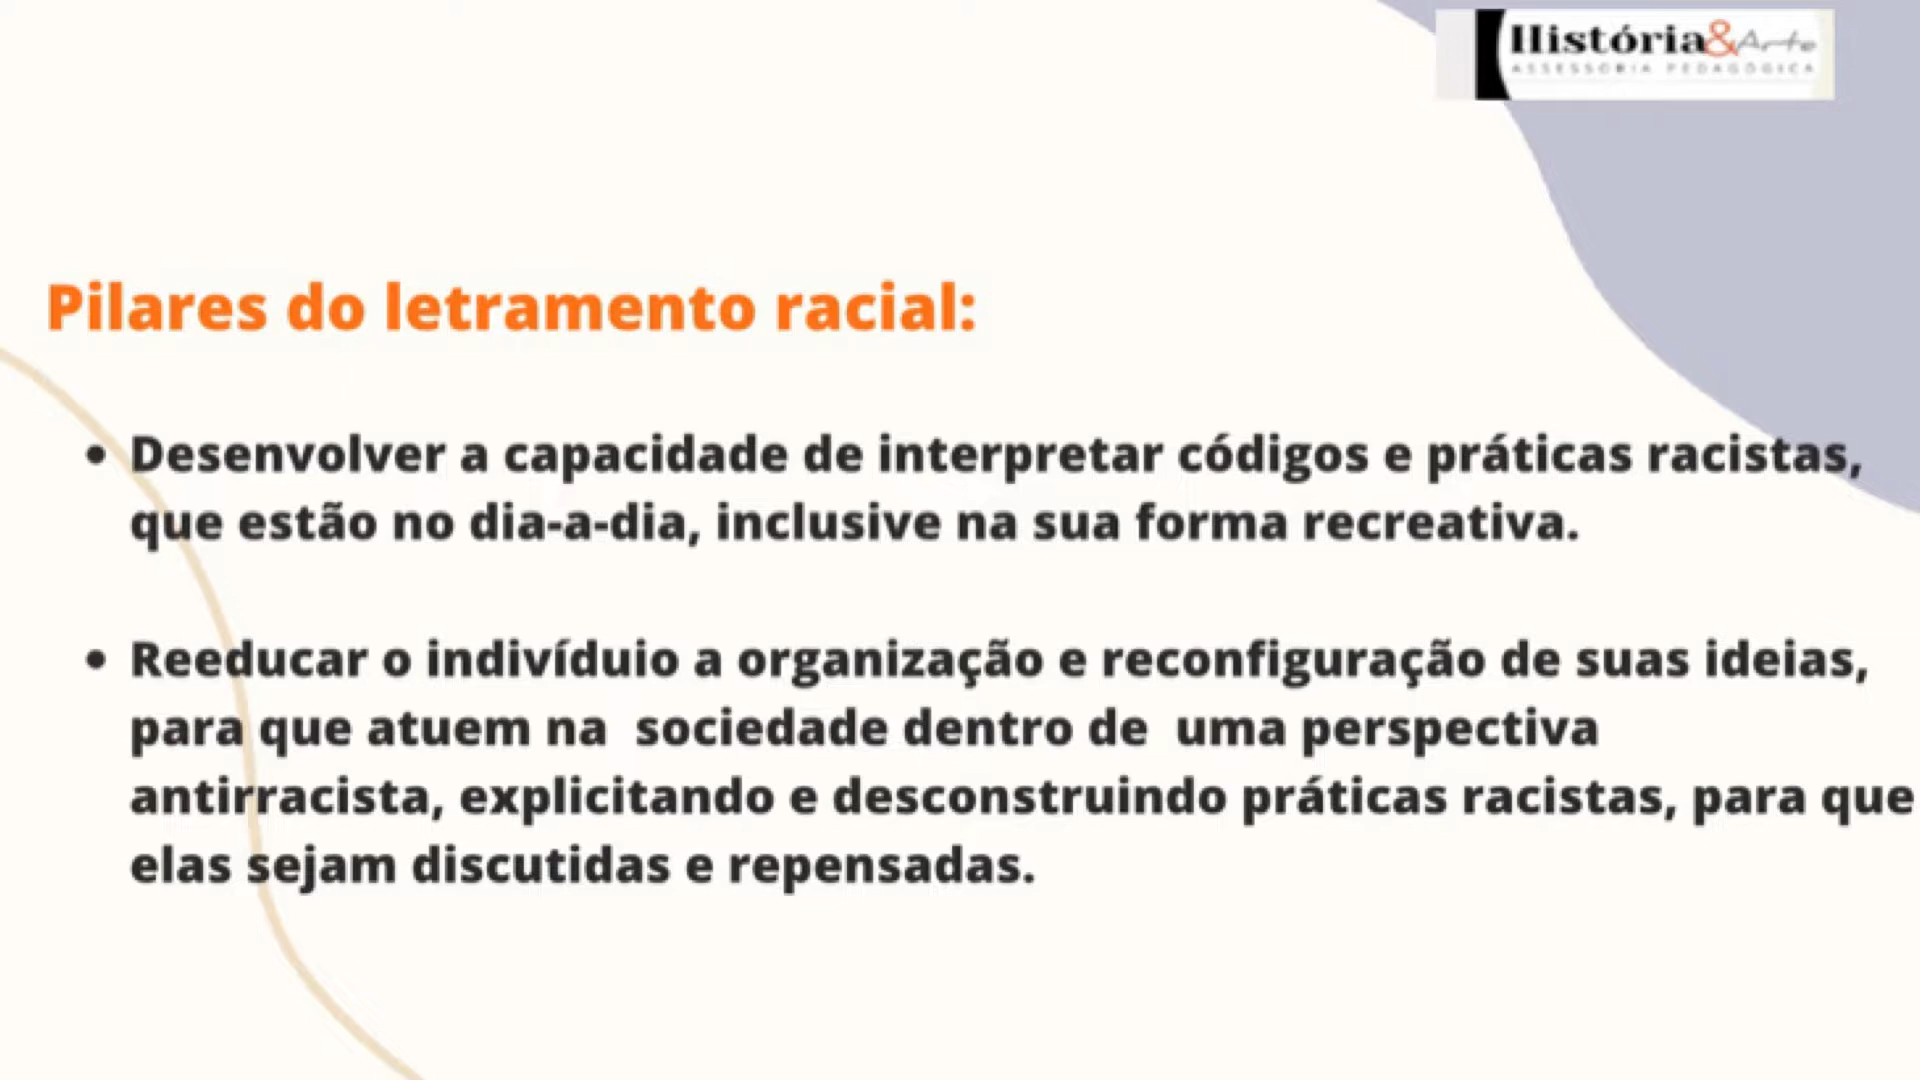 História&Arte
ASSESSORIA PEDAGÓGICA
Pilares do letramento racial:
• Desenvolver a capacidade de interpretar códigos e práticas racistas,
que estão no dia-a-dia, inclusive na sua forma recreativa.
• Reeducar o indivíduio a organização e reconfiguração de suas ideias,
para que atuem na sociedade dentro de uma perspectiva
antirracista, explicitando e desconstruindo práticas racistas, para que
elas sejam discutidas e repensadas.